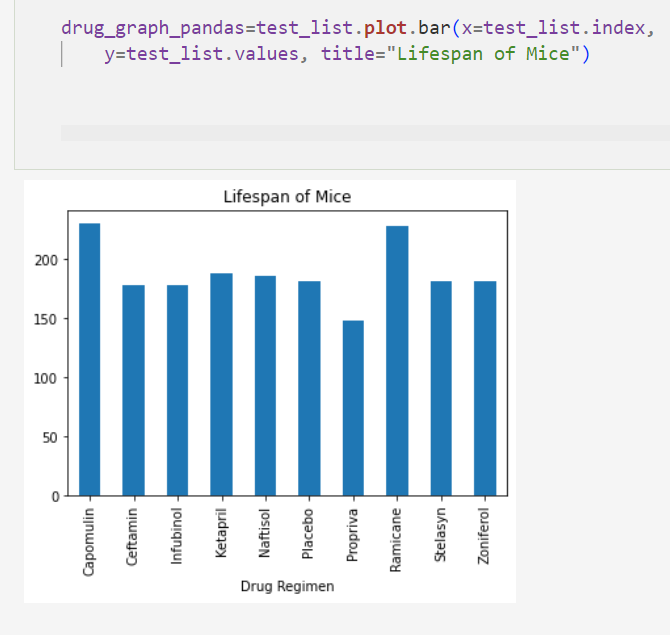 drug_graph_pandas=test_list.plot.bar(x=test_list.index,
y=test_list.values, title="Lifespan of Mice")
Lifespan of Mice
200
150
100
50
0
Capomulin
Ceftamin
Infubinol
Ketapril
Naftisol
Placebo
Propriva
Ramicane
Stelasyn
Zoniferol
Drug Regimen